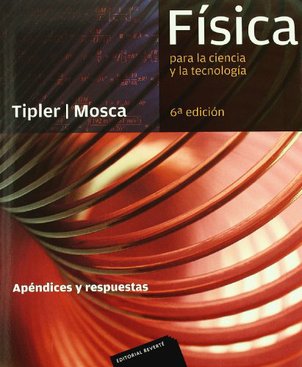 Física
para la ciencia
y la tecnología
Tipler | Mosca
6ª edición
Apéndices y respuestas
EDITORIAL REVERTÉ